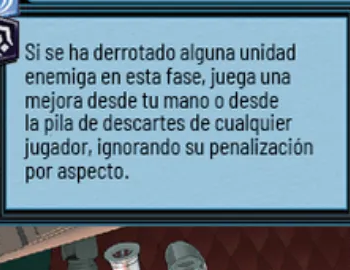 Si se ha derrotado alguna unidad
enemiga en esta fase, juega una
mejora desde tu mano o desde
la pila de descartes de cualquier
jugador, ignorando su penalización
por aspecto.